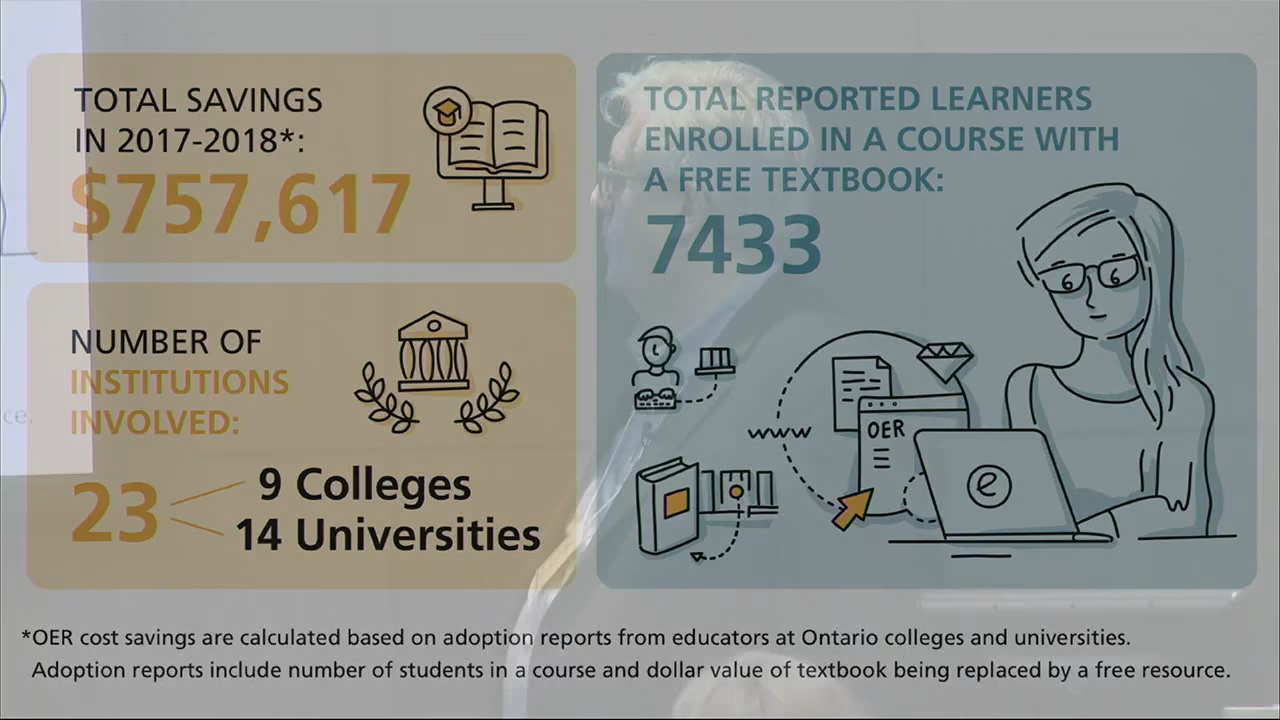 TOTAL SAVINGS
IN 2017-2018*:
$757,617
NUMBER OF
INSTITUTIONS
INVOLVED:
23
9 Colleges
14 Universities
TOTAL REPORTED LEARNERS
ENROLLED IN A COURSE WITH
A FREE TEXTBOOK:
7433
www
OER
e
ce.
*OER cost savings are calculated based on adoption reports from educators at Ontario colleges and universities.
Adoption reports include number of students in a course and dollar value of textbook being replaced by a free resource.